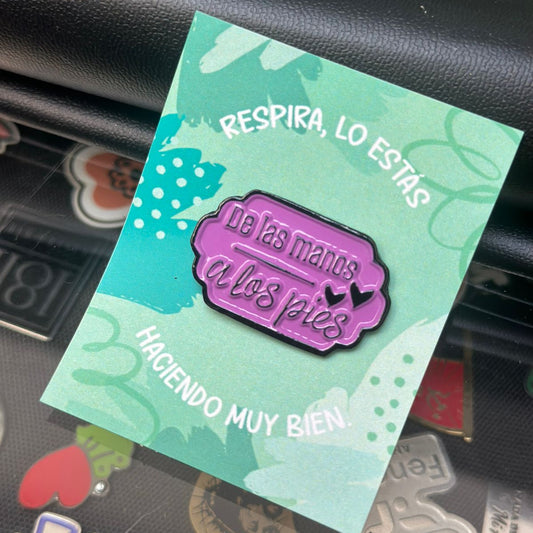 RESPIRA, LO ESTÁS
De las manos
a los pies
HACIENDO MUY BIEN.